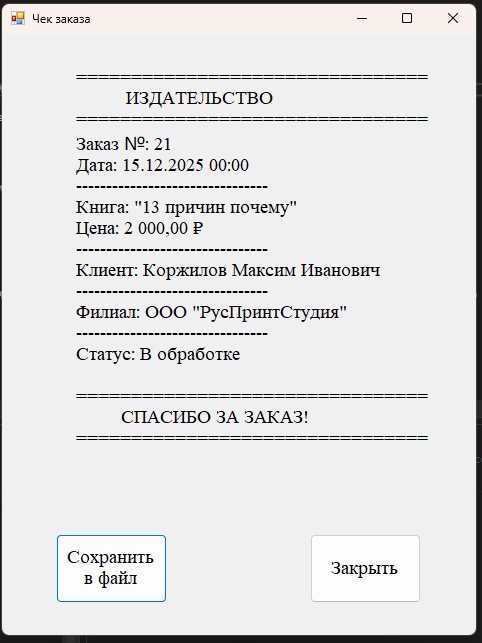 Чек заказа
================================
ИЗДАТЕЛЬСТВО
================================
Заказ №: 21
Дата: 15.12.2025 00:00
--------------------------------
Книга: "13 причин почему"
Цена: 2 000,00 ₽
--------------------------------
Клиент: Коржилов Максим Иванович
--------------------------------
Филиал: ООО "РусПринтСтудия"
--------------------------------
Статус: В обработке
================================
СПАСИБО ЗА ЗАКАЗ!
================================
Сохранить
в файл
Закрыть